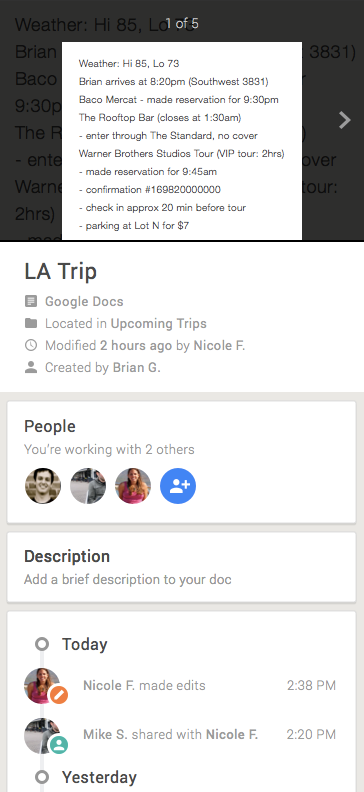 1 of 5
Weather: Hi 85, Lo 73
Brian arrives at 8:20pm (Southwest 3831)
Baco Mercat - made reservation for 9:30pm
The Rooftop Bar (closes at 1:30am)
- enter through The Standard, no cover
Warner Brothers Studios Tour (VIP tour: 2hrs)
- made reservation for 9:45am
- confirmation #169820000000
- check in approx 20 min before tour
- parking at Lot N for $7
LA Trip
Google Docs
Located in Upcoming Trips
Modified 2 hours ago by Nicole F.
Created by Brian G.
People
You're working with 2 others
Description
Add a brief description to your doc
Today
Nicole F. made edits 2:38 PM
Mike S. shared with Nicole F. 2:20 PM
Yesterday